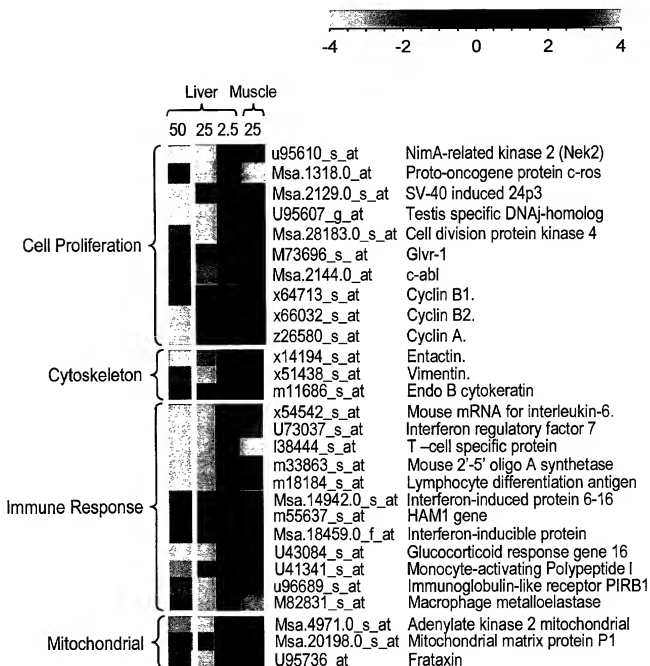 -4 -2 0 2 4
Liver Muscle
50 25 2.5 25
Cell Proliferation
u95610_s_at NimA-related kinase 2 (Nek2)
Msa.1318.0_at Proto-oncogene protein c-ros
Msa.2129.0_s_at SV-40 induced 24p3
U95607_g_at Testis specific DNAj-homolog
Msa.28183.0_s_at Cell division protein kinase 4
M73696_s_at Glvr-1
Msa.2144.0_at c-abl
x64713_s_at Cyclin B1.
x66032_s_at Cyclin B2.
z26580_s_at Cyclin A.
Cytoskeleton
x14194_s_at Entactin.
x51438_s_at Vimentin.
m11686_s_at Endo B cytokeratin
Immune Response
x54542_s_at Mouse mRNA for interleukin-6.
U73037_s_at Interferon regulatory factor 7
l38444_s_at T –cell specific protein
m33863_s_at Mouse 2'-5' oligo A synthetase
m18184_s_at Lymphocyte differentiation antigen
Msa.14942.0_s_at Interferon-induced protein 6-16
m55637_s_at HAM1 gene
Msa.18459.0_f_at Interferon-inducible protein
U43084_s_at Glucocorticoid response gene 16
U41341_s_at Monocyte-activating Polypeptide I
u96689_s_at Immunoglobulin-like receptor PIRB1
M82831_s_at Macrophage metalloelastase
Mitochondrial
Msa.4971.0_s_at Adenylate kinase 2 mitochondrial
Msa.20198.0_s_at Mitochondrial matrix protein P1
U95736_at Frataxin